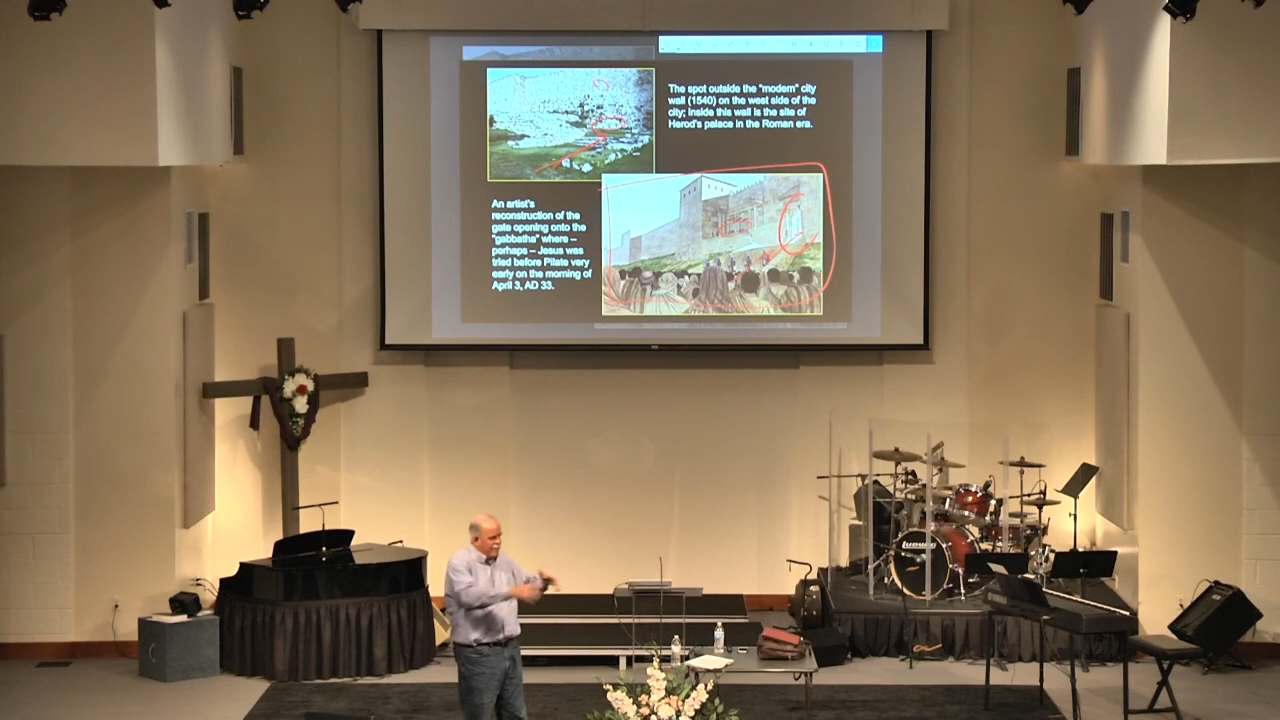 The spot outside the "modern" city
wall (1540) on the west side of the
city; inside this wall is the site of
Herod's palace in the Roman era.
An artist's
reconstruction of the
gate opening onto the
"gabbatha" where –
perhaps – Jesus was
tried before Pilate very
early on the morning of
April 3, AD 33.
Ludwig